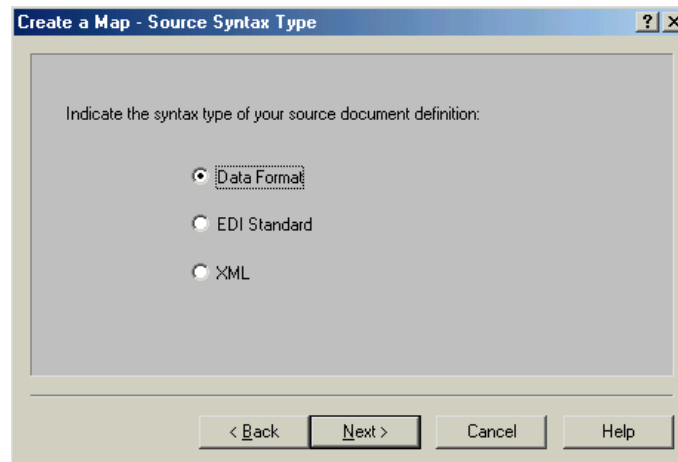 Create a Map - Source Syntax Type
Indicate the syntax type of your source document definition:
Data Format
EDI Standard
XML
< Back Next > Cancel Help